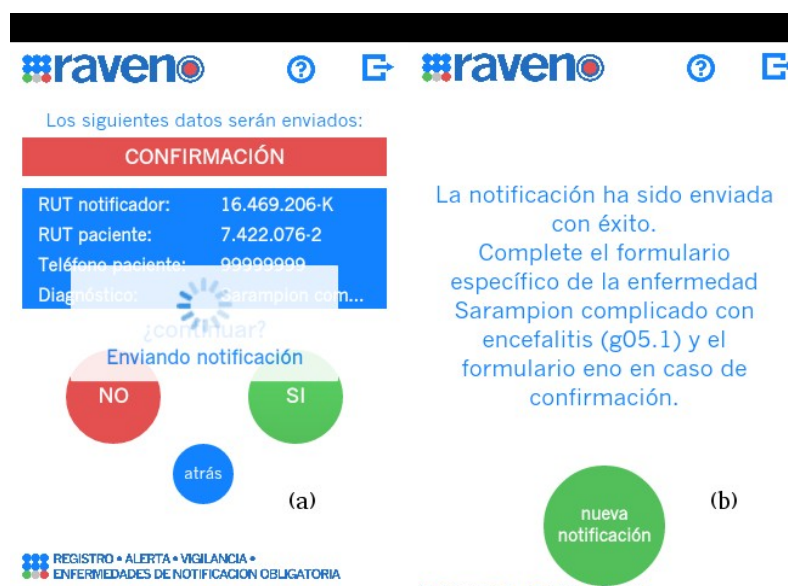 raveno
?
Los siguientes datos serán enviados:
CONFIRMACIÓN
RUT notificador: 16.469.206-K
RUT paciente: 7.422.076-2
Teléfono paciente: 99999999
Diagnóstico: Sarampion com...
¿continuar?
Enviando notificación
NO
SI
atrás
(a)
REGISTRO • ALERTA • VIGILANCIA •
ENFERMEDADES DE NOTIFICACION OBLIGATORIA
raveno
?
La notificación ha sido enviada
con éxito.
Complete el formulario
específico de la enfermedad
Sarampion complicado con
encefalitis (g05.1) y el
formulario eno en caso de
confirmación.
nueva
notificación
(b)